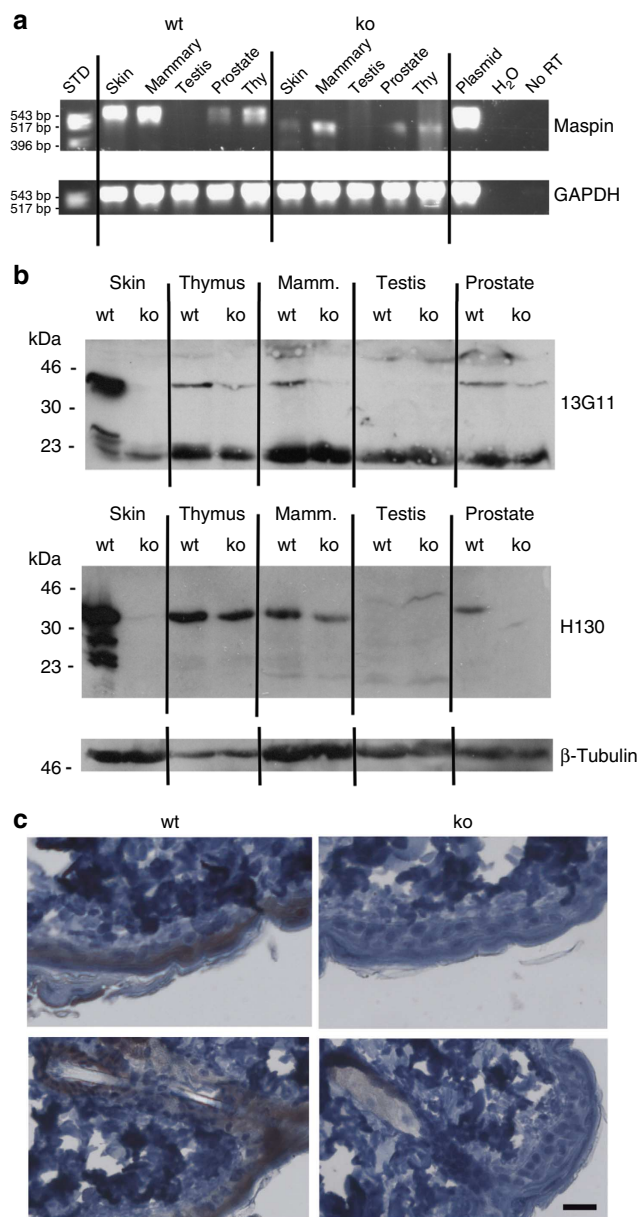 a
wt ko
STD Skin Mammary Testis Prostate Thy Skin Mammary Testis Prostate Thy Plasmid H₂O No RT
543 bp
517 bp
396 bp
Maspin
543 bp
517 bp
GAPDH
b
Skin Thymus Mamm. Testis Prostate
wt ko wt ko wt ko wt ko wt ko
kDa
46 -
30 -
23 -
13G11
Skin Thymus Mamm. Testis Prostate
wt ko wt ko wt ko wt ko wt ko
kDa
46 -
30 -
23 -
H130
46 -
β-Tubulin
c
wt ko